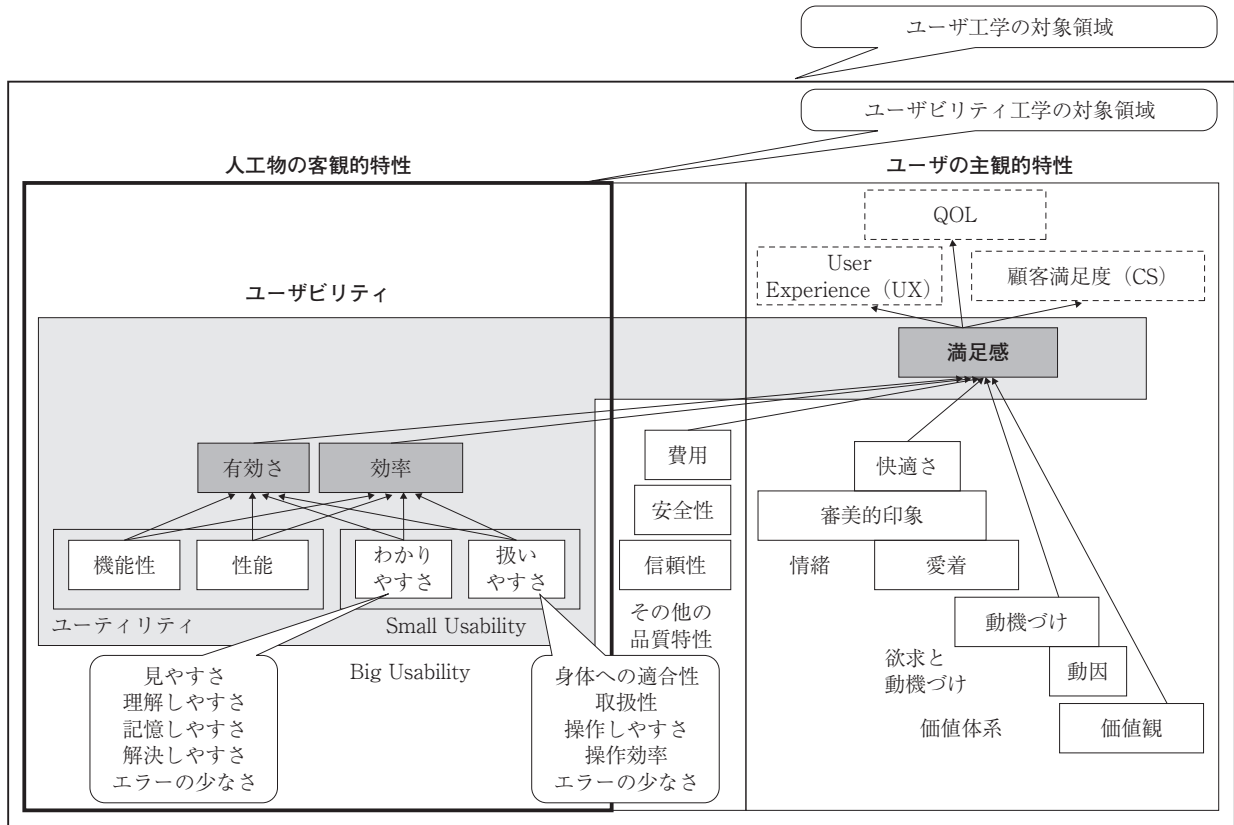 ユーザ工学の対象領域
ユーザビリティ工学の対象領域
人工物の客観的特性
ユーザの主観的特性
QOL
User
Experience（UX）
顧客満足度（CS）
ユーザビリティ
満足感
有効さ
効率
費用
快適さ
安全性
審美的印象
機能性
性能
わかり
やすさ
扱い
やすさ
信頼性
情緒
愛着
ユーティリティ
Small Usability
その他の
品質特性
動機づけ
Big Usability
欲求と
動機づけ
動因
価値体系
価値観
見やすさ
理解しやすさ
記憶しやすさ
解決しやすさ
エラーの少なさ
身体への適合性
取扱性
操作しやすさ
操作効率
エラーの少なさ